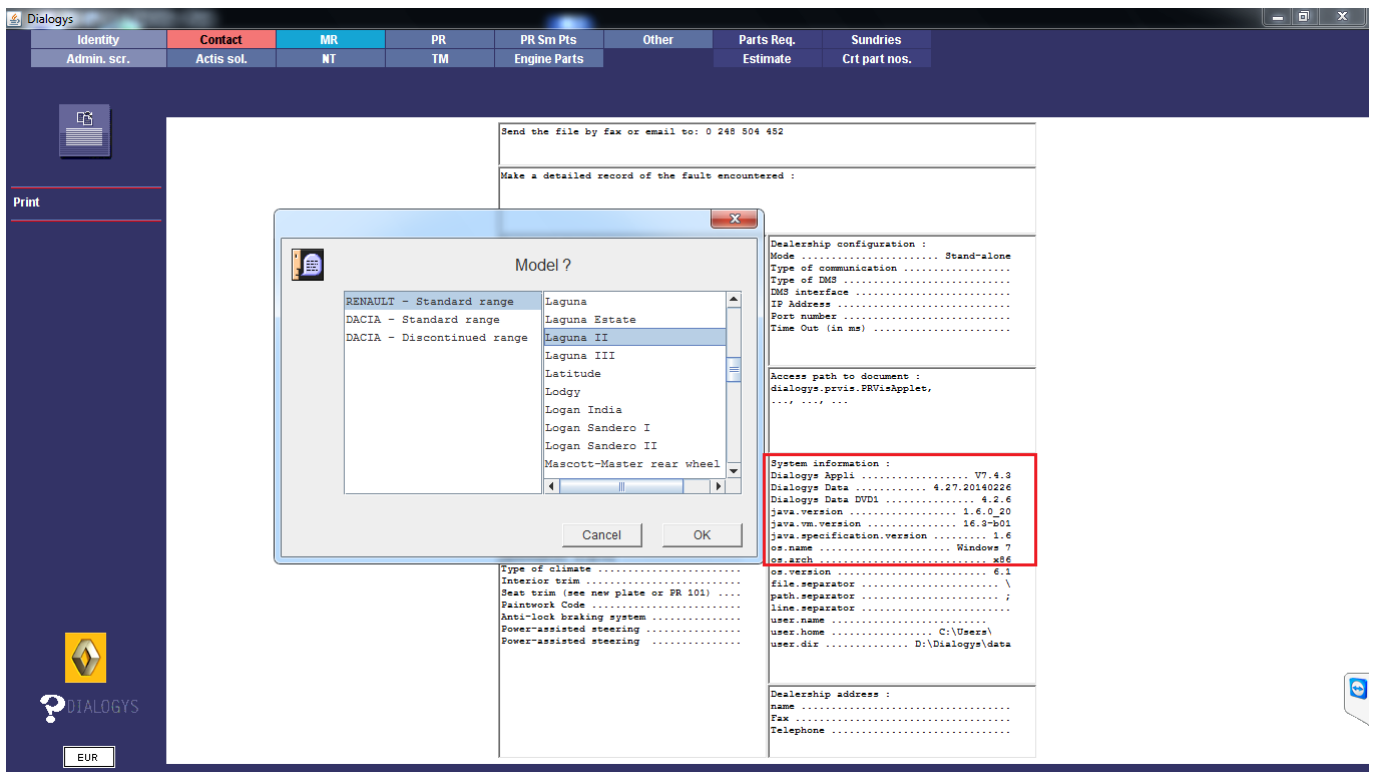 Dialogys
Identity Contact MR PR PR Sm Pts Other Parts Req. Sundries
Admin. scr. Actis sol. NT TM Engine Parts Estimate Crt part nos.
Print
Send the file by fax or email to: 0 248 504 452
Make a detailed record of the fault encountered :
Model ?
RENAULT - Standard range
DACIA - Standard range
DACIA - Discontinued range
Laguna
Laguna Estate
Laguna II
Laguna III
Latitude
Lodgy
Logan India
Logan Sandero I
Logan Sandero II
Mascott-Master rear wheel
Cancel OK
Dealership configuration :
Mode ....................... Stand-alone
Type of communication ..................
Type of DMS ............................
DMS interface ..........................
IP Address .............................
Port number ............................
Time Out (in ms) .......................
Access path to document :
dialogys.prvis.PRVisApplet,
..., ..., ...
System information :
Dialogys Appli .................. V7.4.3
Dialogys Data ............ 4.27.20140226
Dialogys Data DVD1 ............... 4.2.6
java.version .................. 1.6.0_20
java.vm.version ............... 16.3-b01
java.specification.version ......... 1.6
os.name ...................... Windows 7
os.arch ............................ x86
os.version ......................... 6.1
file.separator ....................... \
path.separator ....................... ;
line.separator .........................
user.name ..........................
user.home ................. C:\Users\
user.dir .............. D:\Dialogys\data
Type of climate ........................
Interior trim ..........................
Seat trim (see new plate or PR 101) ....
Paintwork Code .........................
Anti-lock braking system ...............
Power-assisted steering ................
Power-assisted steering ...............
Dealership address :
name ...................................
Fax ....................................
Telephone ..............................
DIALOGYS
EUR